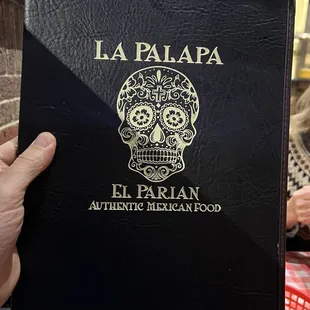 LA PALAPA
EL PARIAN
AUTHENTIC MEXICAN FOOD